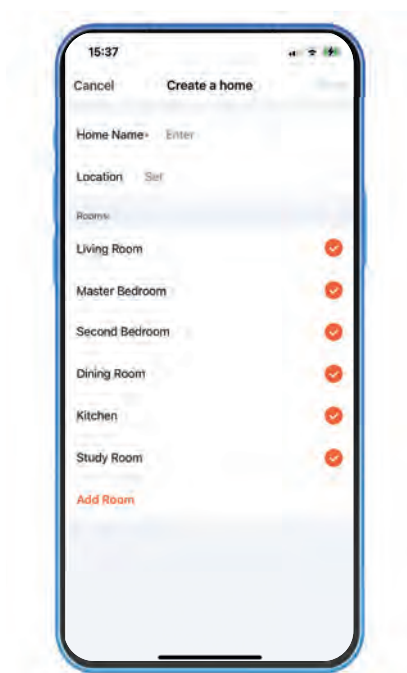 15:37
Cancel Create a home
Home Name* Enter
Location Set
Rooms
Living Room
Master Bedroom
Second Bedroom
Dining Room
Kitchen
Study Room
Add Room